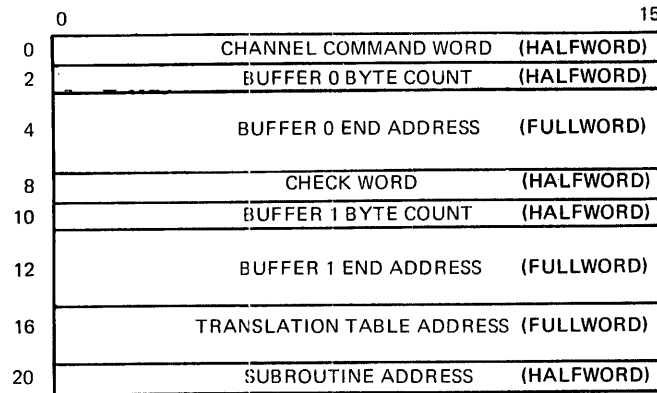 0 15
0 CHANNEL COMMAND WORD (HALFWORD)
2 BUFFER 0 BYTE COUNT (HALFWORD)
4 BUFFER 0 END ADDRESS (FULLWORD)
8 CHECK WORD (HALFWORD)
10 BUFFER 1 BYTE COUNT (HALFWORD)
12 BUFFER 1 END ADDRESS (FULLWORD)
16 TRANSLATION TABLE ADDRESS (FULLWORD)
20 SUBROUTINE ADDRESS (HALFWORD)